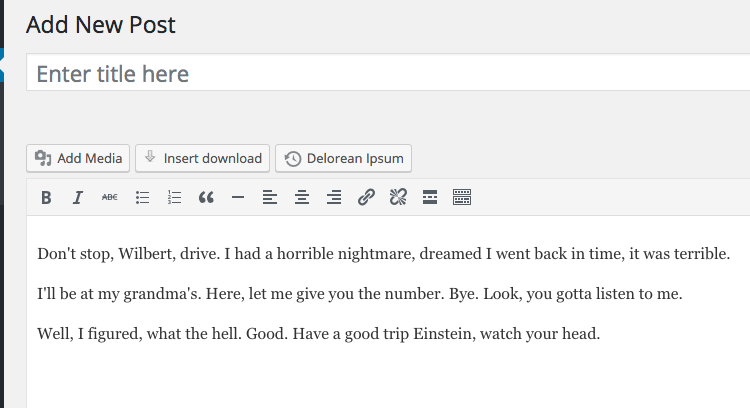 Add New Post
Enter title here
Add Media Insert download Delorean Ipsum
B I ABC
Don't stop, Wilbert, drive. I had a horrible nightmare, dreamed I went back in time, it was terrible.
I'll be at my grandma's. Here, let me give you the number. Bye. Look, you gotta listen to me.
Well, I figured, what the hell. Good. Have a good trip Einstein, watch your head.